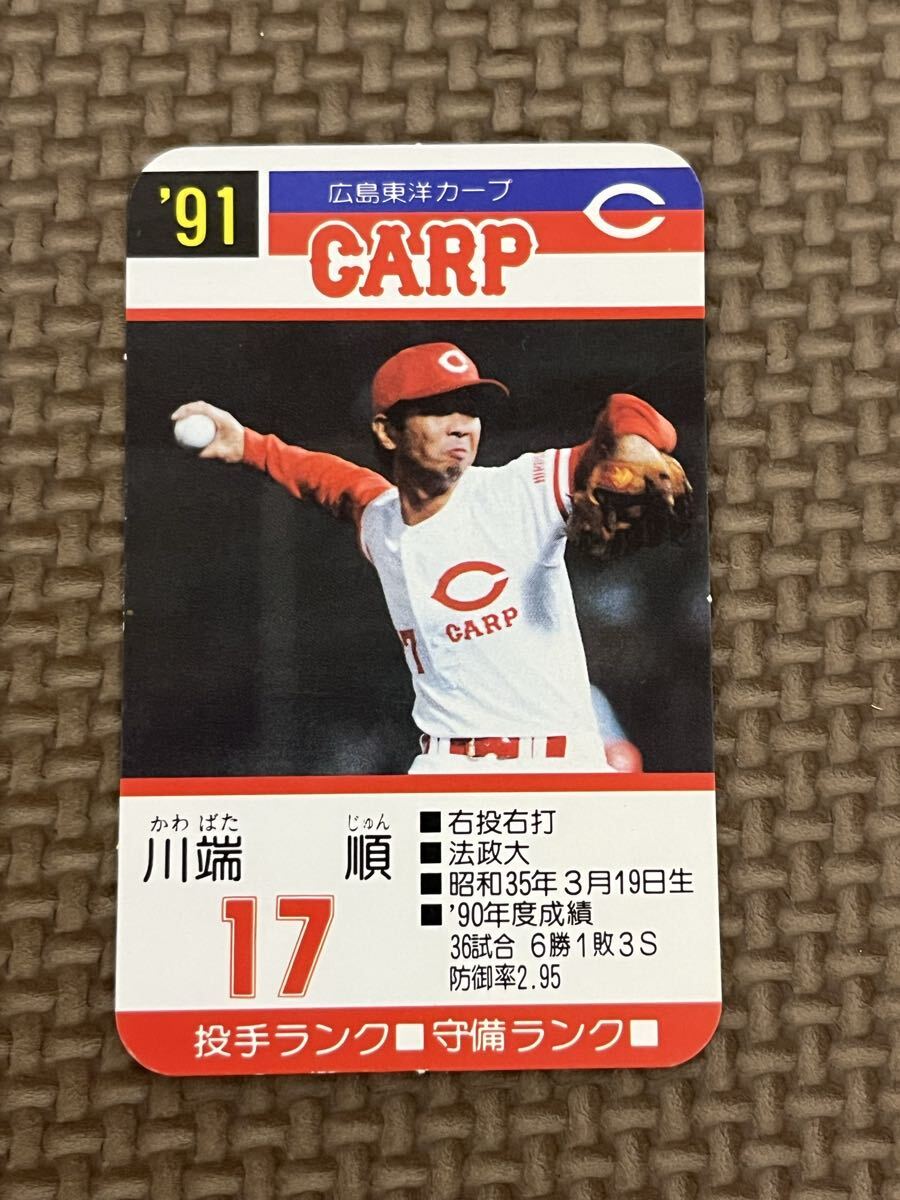 '91
広島東洋カープ
C
CARP
C
C
CARP
7
かわ ばた じゅん
川端 順
17
■右投右打
■法政大
■昭和35年3月19日生
■'90年度成績
36試合 6勝1敗3S
防御率2.95
投手ランク■守備ランク■